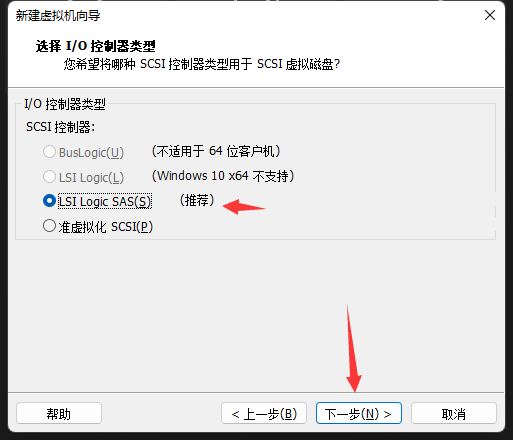 新建虚拟机向导
选择 I/O 控制器类型
您希望将哪种 SCSI 控制器类型用于 SCSI 虚拟磁盘?
I/O 控制器类型
SCSI 控制器:
BusLogic(U) (不适用于 64 位客户机)
LSI Logic(L) (Windows 10 x64 不支持)
LSI Logic SAS(S) (推荐)
准虚拟化 SCSI(P)
帮助 < 上一步(B) 下一步(N) > 取消